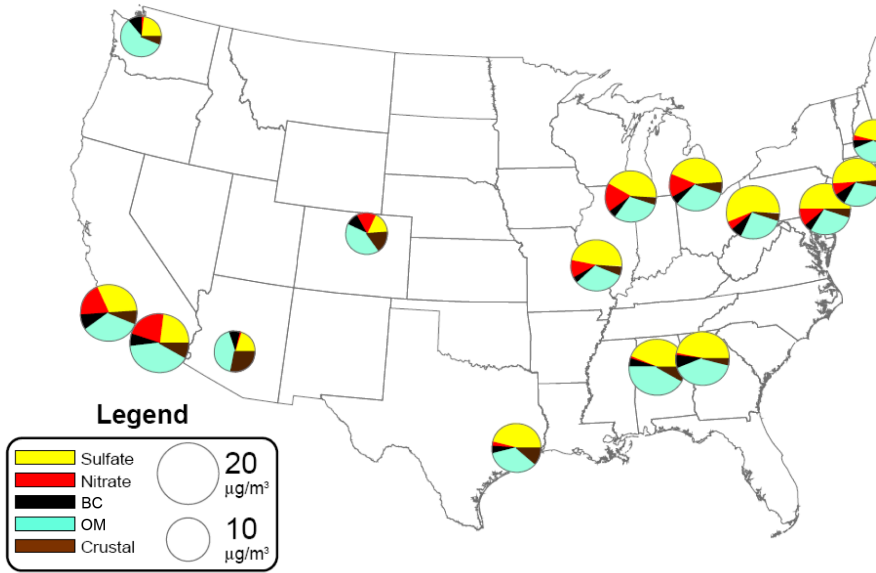 Legend
Sulfate
Nitrate
BC
OM
Crustal
20
µg/m³
10
µg/m³